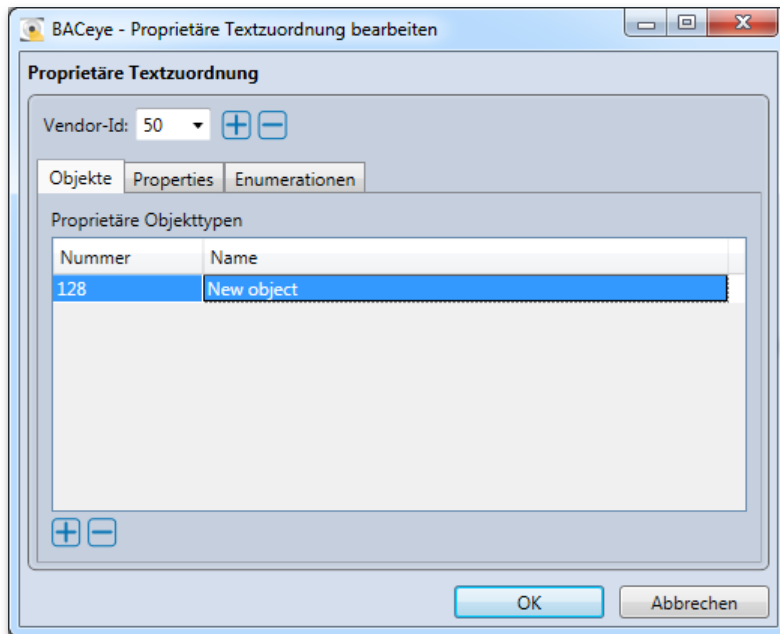 BACeye - Proprietäre Textzuordnung bearbeiten
Proprietäre Textzuordnung
Vendor-Id: 50
Objekte Properties Enumerationen
Proprietäre Objekttypen
Nummer Name
128 New object
OK Abbrechen